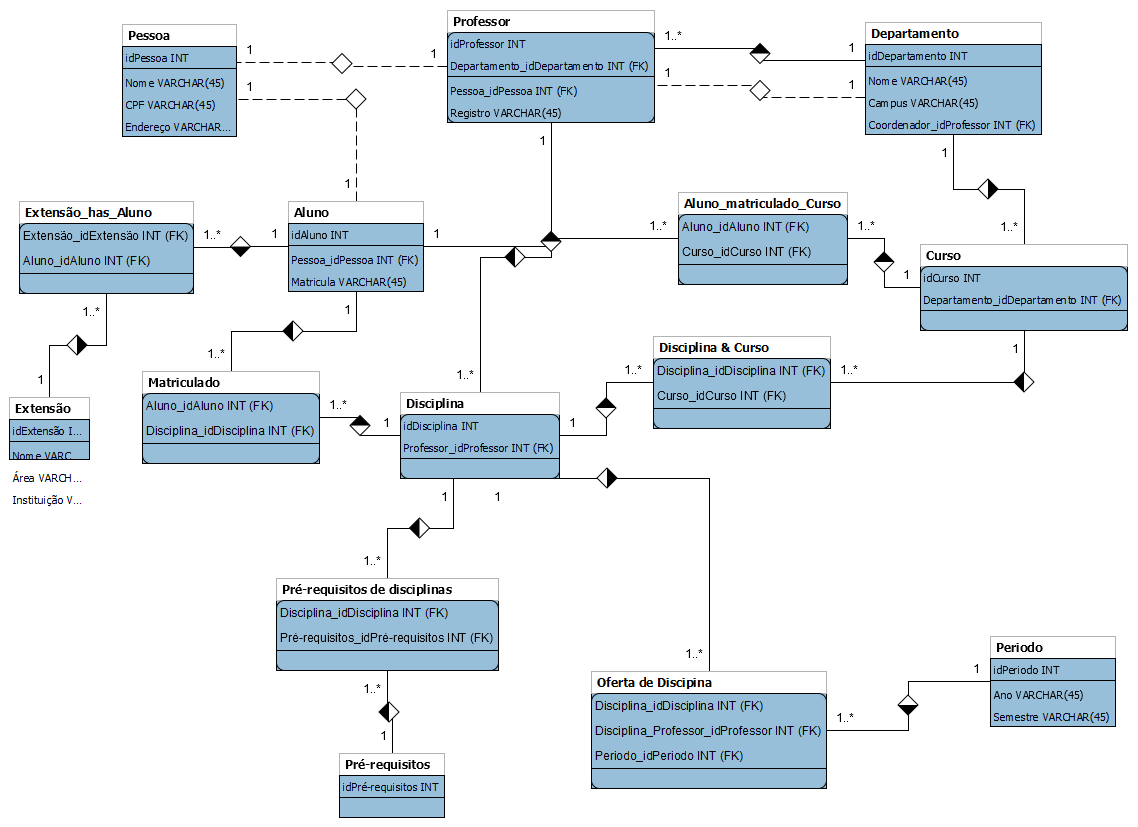 Pessoa
idPessoa INT
Nome VARCHAR(45)
CPF VARCHAR(45)
Endereço VARCHAR...
1
1
1
1
Professor
idProfessor INT
Departamento_idDepartamento INT (FK)
Pessoa_idPessoa INT (FK)
Registro VARCHAR(45)
1..*
1
1
1
1
Departamento
idDepartamento INT
Nome VARCHAR(45)
Campus VARCHAR(45)
Coordenador_idProfessor INT (FK)
1
1..*
Extensão_has_Aluno
Extensão_idExtensão INT (FK)
Aluno_idAluno INT (FK)
1..*
1
1..*
1
Aluno
idAluno INT
Pessoa_idPessoa INT (FK)
Matricula VARCHAR(45)
1
1..*
1
1..*
Aluno_matriculado_Curso
Aluno_idAluno INT (FK)
Curso_idCurso INT (FK)
1..*
1
Curso
idCurso INT
Departamento_idDepartamento INT (FK)
1
Extensão
idExtensão I...
Nome VARC
Área VARCH...
Instituição V...
Matriculado
Aluno_idAluno INT (FK)
Disciplina_idDisciplina INT (FK)
1..*
1
Disciplina
idDisciplina INT
Professor_idProfessor INT (FK)
1..*
1
1..*
Disciplina & Curso
Disciplina_idDisciplina INT (FK)
Curso_idCurso INT (FK)
1..*
1
1
1..*
Pré-requisitos de disciplinas
Disciplina_idDisciplina INT (FK)
Pré-requisitos_idPré-requisitos INT (FK)
1..*
1
Pré-requisitos
idPré-requisitos INT
1..*
Oferta de Discipina
Disciplina_idDisciplina INT (FK)
Disciplina_Professor_idProfessor INT (FK)
Periodo_idPeriodo INT (FK)
1..*
1
Periodo
idPeriodo INT
Ano VARCHAR(45)
Semestre VARCHAR(45)